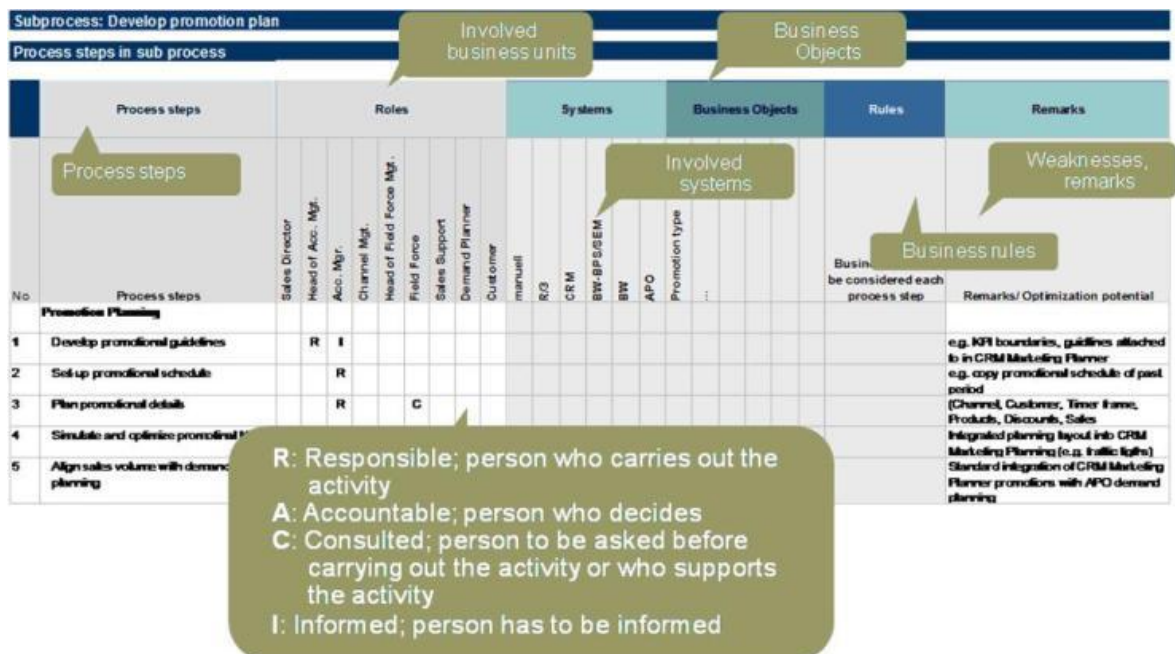 Subprocess: Develop promotion plan
Process steps in sub process
Involved
business units
Business
Objects
Process steps
Roles
Systems
Business Objects
Rules
Remarks
Process steps
Involved
systems
Weaknesses,
remarks
Business rules
No
Process steps
Sales Director
Head of Acc. Mgt.
Acc. Mgr.
Channel Mgt.
Head of Field Force Mgt.
Field Force
Sales Support
Demand Planner
Customer
manuell
R/3
CRM
BW-BPS/SEM
BW
APO
Promotion type
...
be considered each
process step
Remarks/ Optimization potential
Promotion Planning
1 Develop promotional guidelines R I e.g. KPI boundaries, guidlines attached
to in CRM Marketing Planner
2 Set up promotional schedule R e.g. copy promotional schedule of past
period
3 Plan promotional details R C (Channel, Customer, Timer frame,
Products, Discounts, Sales
4 Simulate and optimize promotinal Integrated planning layout into CRM
Marketing Planning (e.g. traffic ligths)
5 Align sales volume with demand
planning
Standard integration of CRM Marketing
Planner promotions with APO demand
planning
R: Responsible; person who carries out the
activity
A: Accountable; person who decides
C: Consulted; person to be asked before
carrying out the activity or who supports
the activity
I: Informed; person has to be informed